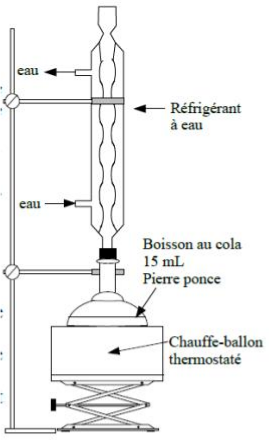 eau
Réfrigérant
à eau
eau
Boisson au cola
15 mL
Pierre ponce
Chauffe-ballon
thermostaté